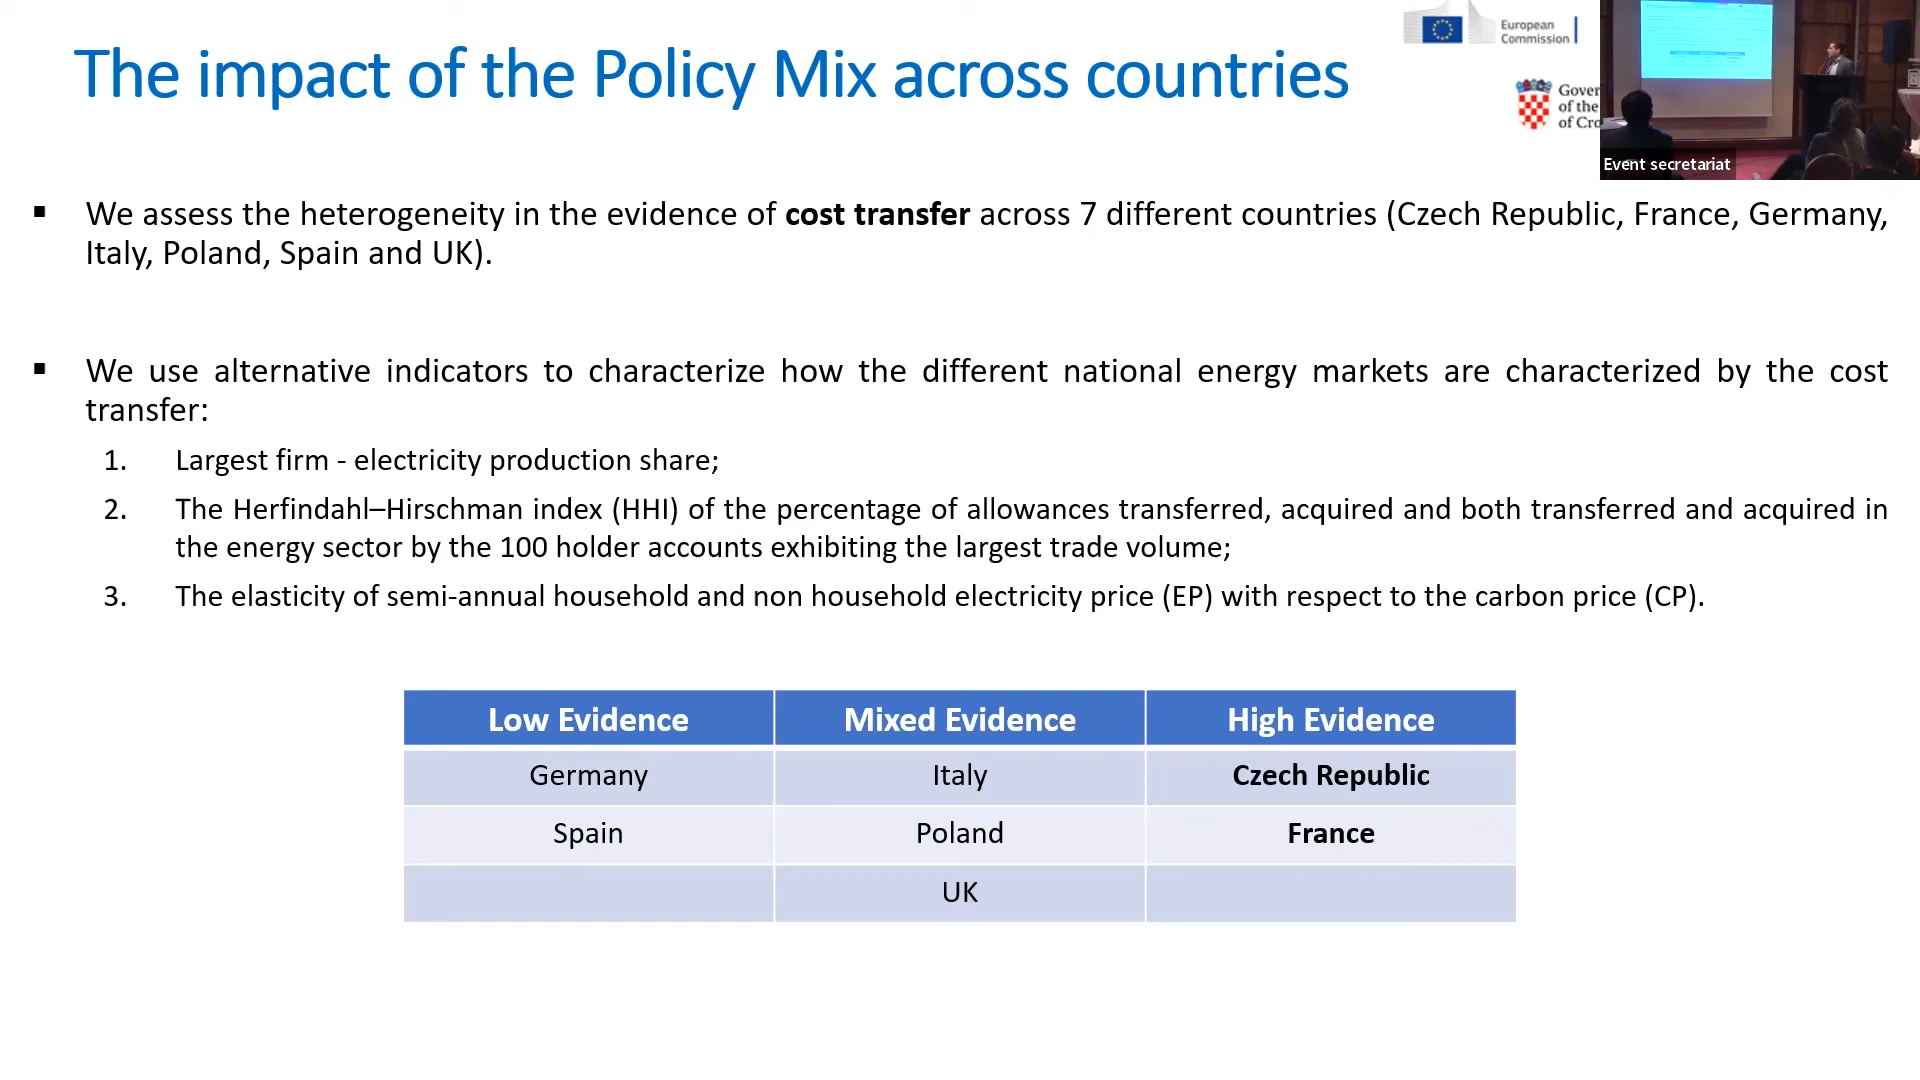 The impact of the Policy Mix across countries
European
Commission
Gover
of the
of Cro
Event secretariat
▪ We assess the heterogeneity in the evidence of cost transfer across 7 different countries (Czech Republic, France, Germany,
Italy, Poland, Spain and UK).
▪ We use alternative indicators to characterize how the different national energy markets are characterized by the cost
transfer:
1. Largest firm - electricity production share;
2. The Herfindahl–Hirschman index (HHI) of the percentage of allowances transferred, acquired and both transferred and acquired in
the energy sector by the 100 holder accounts exhibiting the largest trade volume;
3. The elasticity of semi-annual household and non household electricity price (EP) with respect to the carbon price (CP).
Low Evidence Mixed Evidence High Evidence
Germany Italy Czech Republic
Spain Poland France
UK